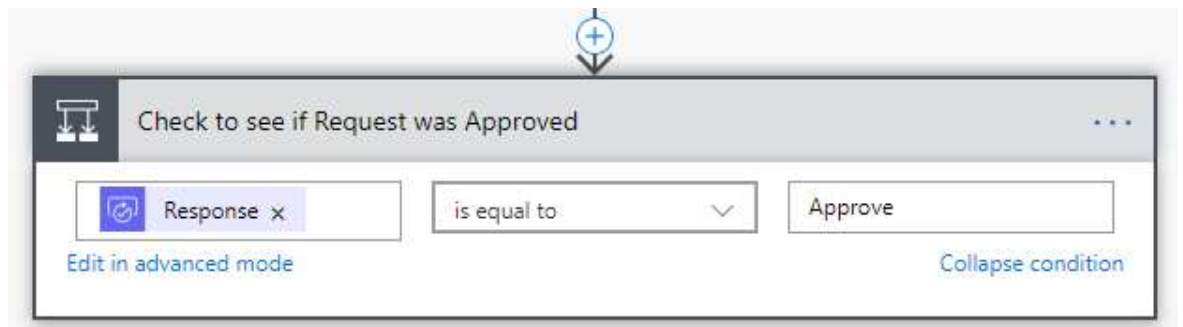 Check to see if Request was Approved
Response x is equal to Approve
Edit in advanced mode Collapse condition